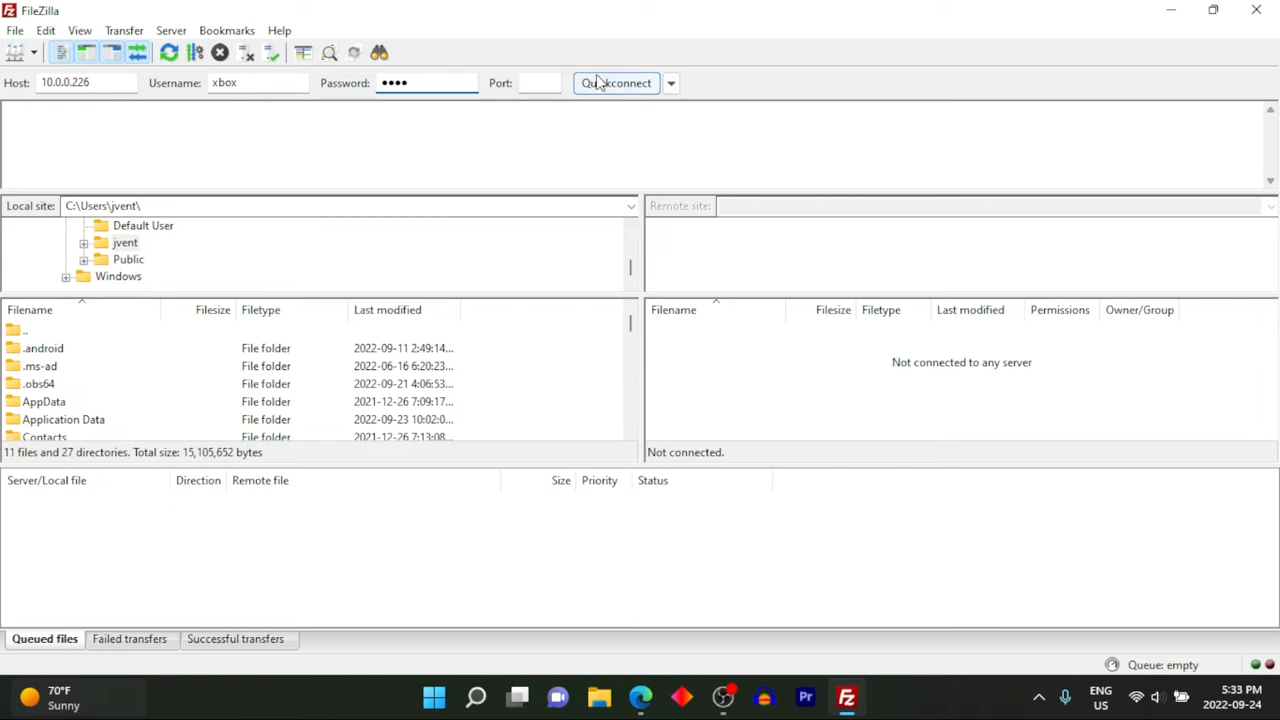 FileZilla
File Edit View Transfer Server Bookmarks Help
Host: 10.0.0.226 Username: xbox Password: •••• Port: Quickconnect
Local site: C:\Users\jvent\ Remote site:
Default User
jvent
Public
Windows
Filename Filesize Filetype Last modified
..
.android File folder 2022-09-11 2:49:14...
.ms-ad File folder 2022-06-16 6:20:23...
.obs64 File folder 2022-09-21 4:06:53...
AppData File folder 2021-12-26 7:09:17...
Application Data File folder 2022-09-23 10:02:0...
Contacts File folder 2021-12-26 7:13:08...
11 files and 27 directories. Total size: 15,105,652 bytes
Filename Filesize Filetype Last modified Permissions Owner/Group
Not connected to any server
Not connected.
Server/Local file Direction Remote file Size Priority Status
Queued files Failed transfers Successful transfers
Queue: empty
70°F
Sunny
Pr
Fz
ENG
US
5:33 PM
2022-09-24